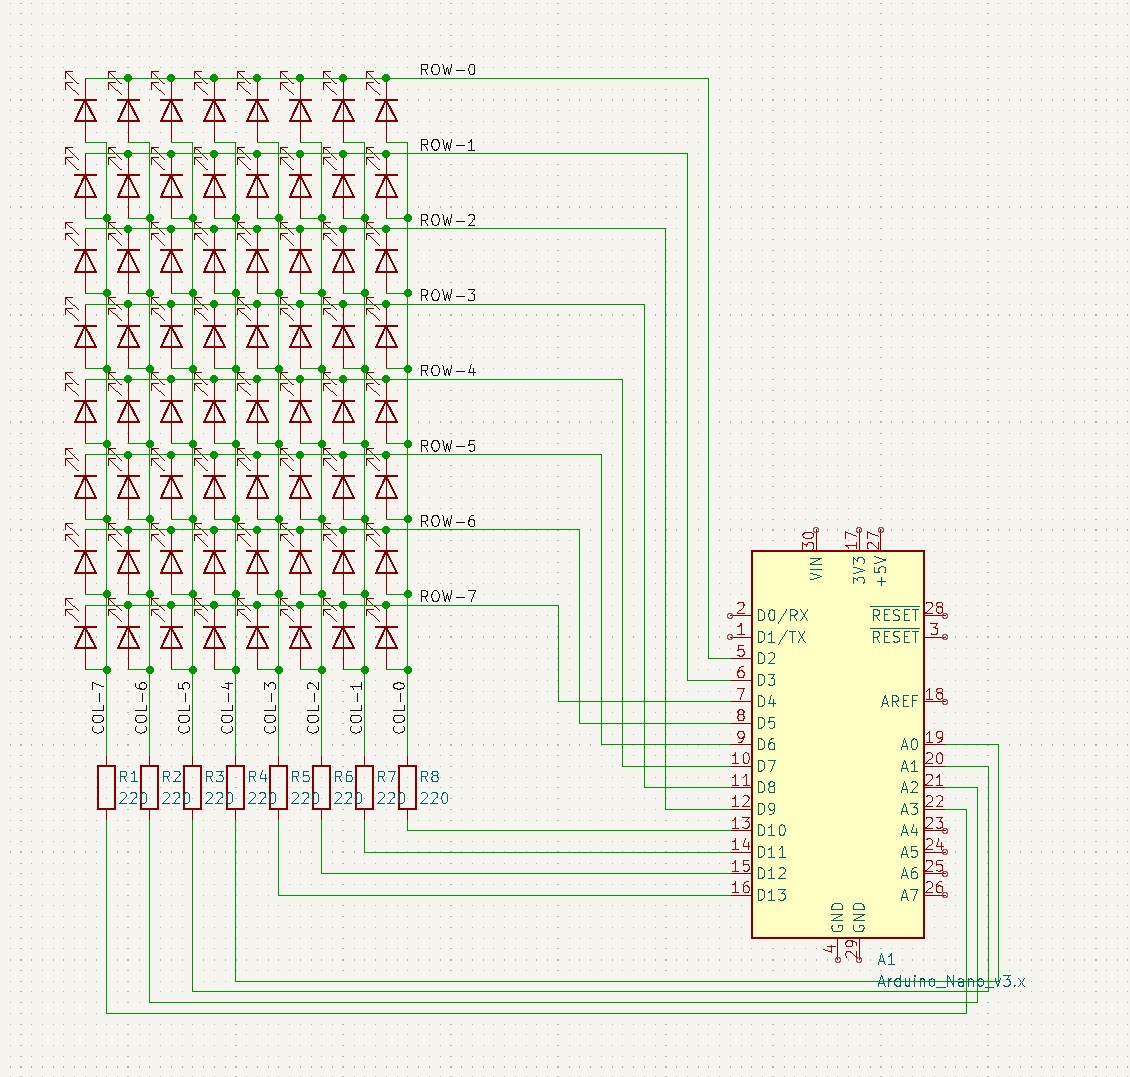 ROW-0
ROW-1
ROW-2
ROW-3
ROW-4
ROW-5
ROW-6
ROW-7
COL-7
COL-6
COL-5
COL-4
COL-3
COL-2
COL-1
COL-0
R1
220
R2
220
R3
220
R4
220
R5
220
R6
220
R7
220
R8
220
30
VIN
17
3V3
27
+5V
2 D0/RX
1 D1/TX
5 D2
6 D3
7 D4
8 D5
9 D6
10 D7
11 D8
12 D9
13 D10
14 D11
15 D12
16 D13
RESET 28
RESET 3
AREF 18
A0 19
A1 20
A2 21
A3 22
A4 23
A5 24
A6 25
A7 26
GND
4
GND
29
A1
Arduino_Nano_v3.x